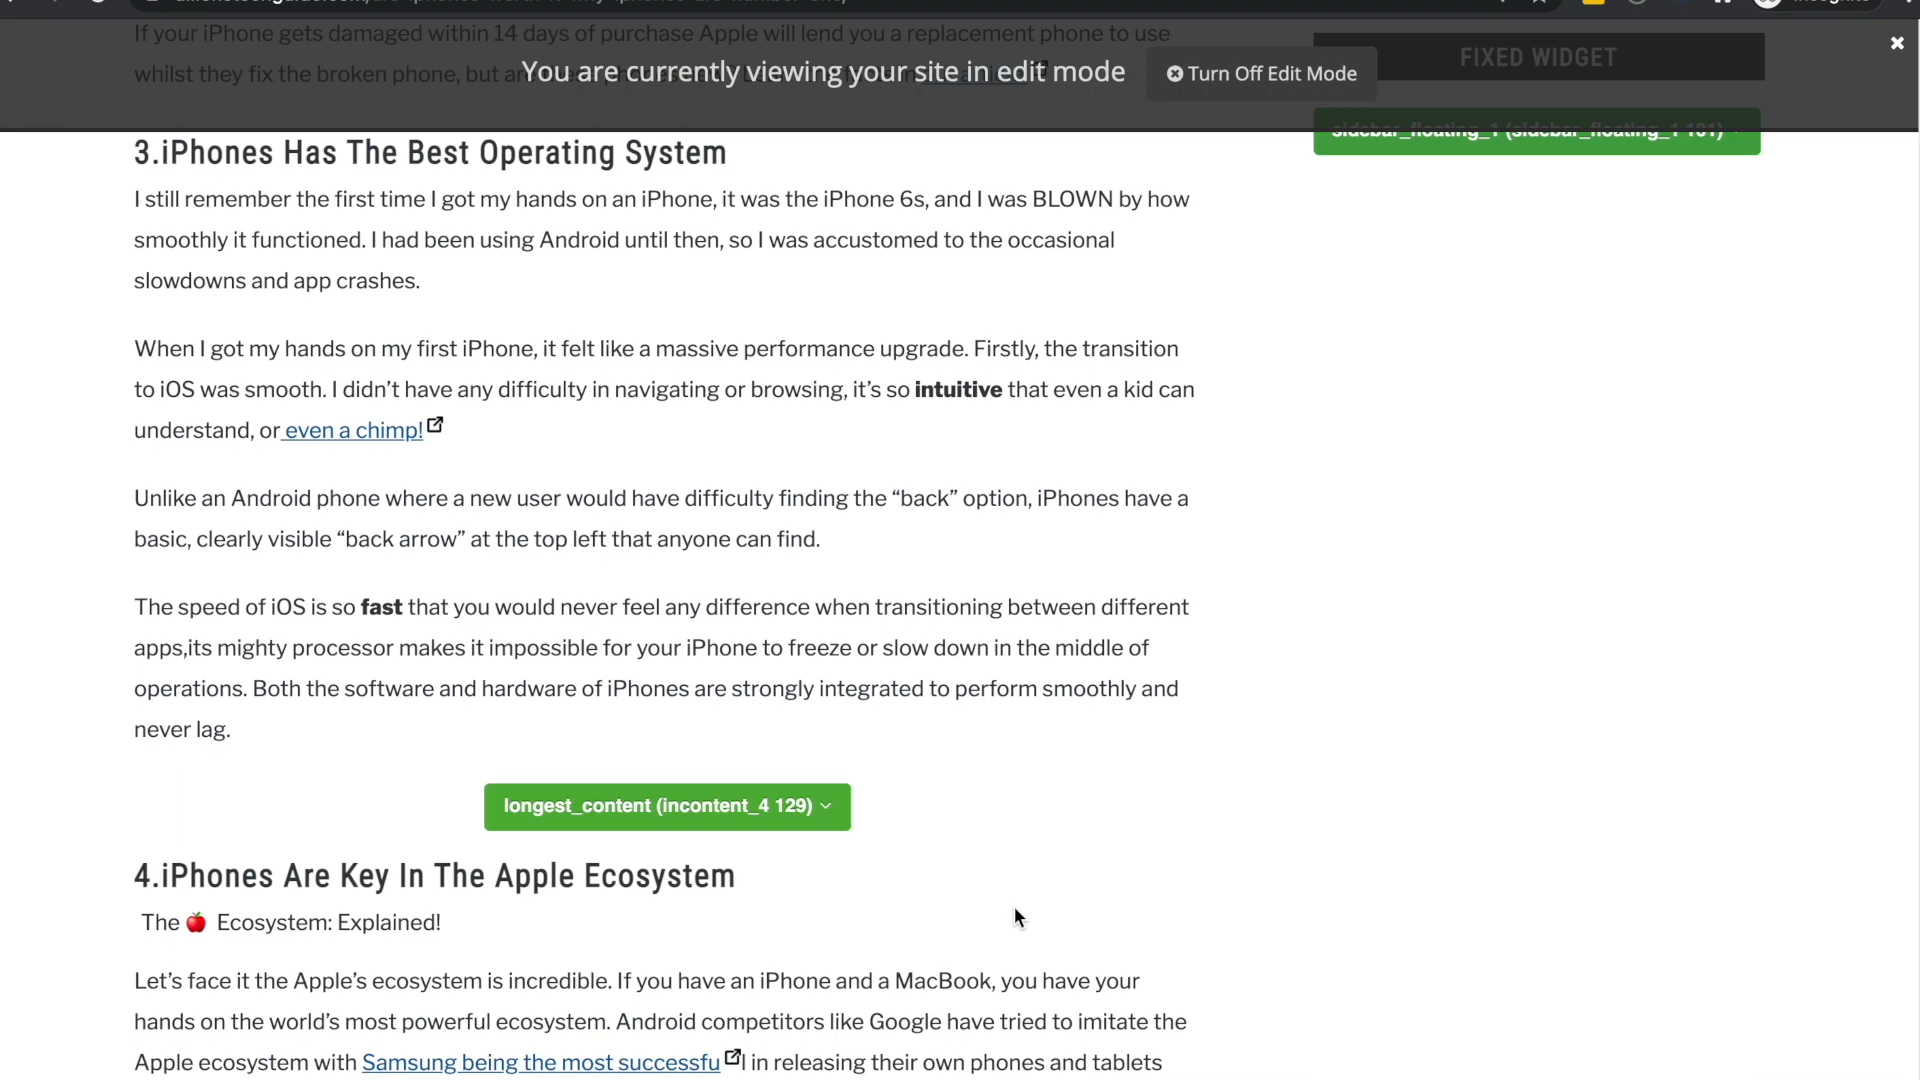 If your iPhone gets damaged within 14 days of purchase Apple will lend you a replacement phone to use
whilst they fix the broken phone, but
You are currently viewing your site in edit mode
Turn Off Edit Mode
FIXED WIDGET
sidebar_floating_1 (sidebar_floating_1 101)
3.iPhones Has The Best Operating System
I still remember the first time I got my hands on an iPhone, it was the iPhone 6s, and I was BLOWN by how
smoothly it functioned. I had been using Android until then, so I was accustomed to the occasional
slowdowns and app crashes.
When I got my hands on my first iPhone, it felt like a massive performance upgrade. Firstly, the transition
to iOS was smooth. I didn’t have any difficulty in navigating or browsing, it’s so intuitive that even a kid can
understand, or even a chimp!
Unlike an Android phone where a new user would have difficulty finding the “back” option, iPhones have a
basic, clearly visible “back arrow” at the top left that anyone can find.
The speed of iOS is so fast that you would never feel any difference when transitioning between different
apps,its mighty processor makes it impossible for your iPhone to freeze or slow down in the middle of
operations. Both the software and hardware of iPhones are strongly integrated to perform smoothly and
never lag.
longest_content (incontent_4 129)
4.iPhones Are Key In The Apple Ecosystem
The 🍎 Ecosystem: Explained!
Let’s face it the Apple’s ecosystem is incredible. If you have an iPhone and a MacBook, you have your
hands on the world’s most powerful ecosystem. Android competitors like Google have tried to imitate the
Apple ecosystem with Samsung being the most successful in releasing their own phones and tablets